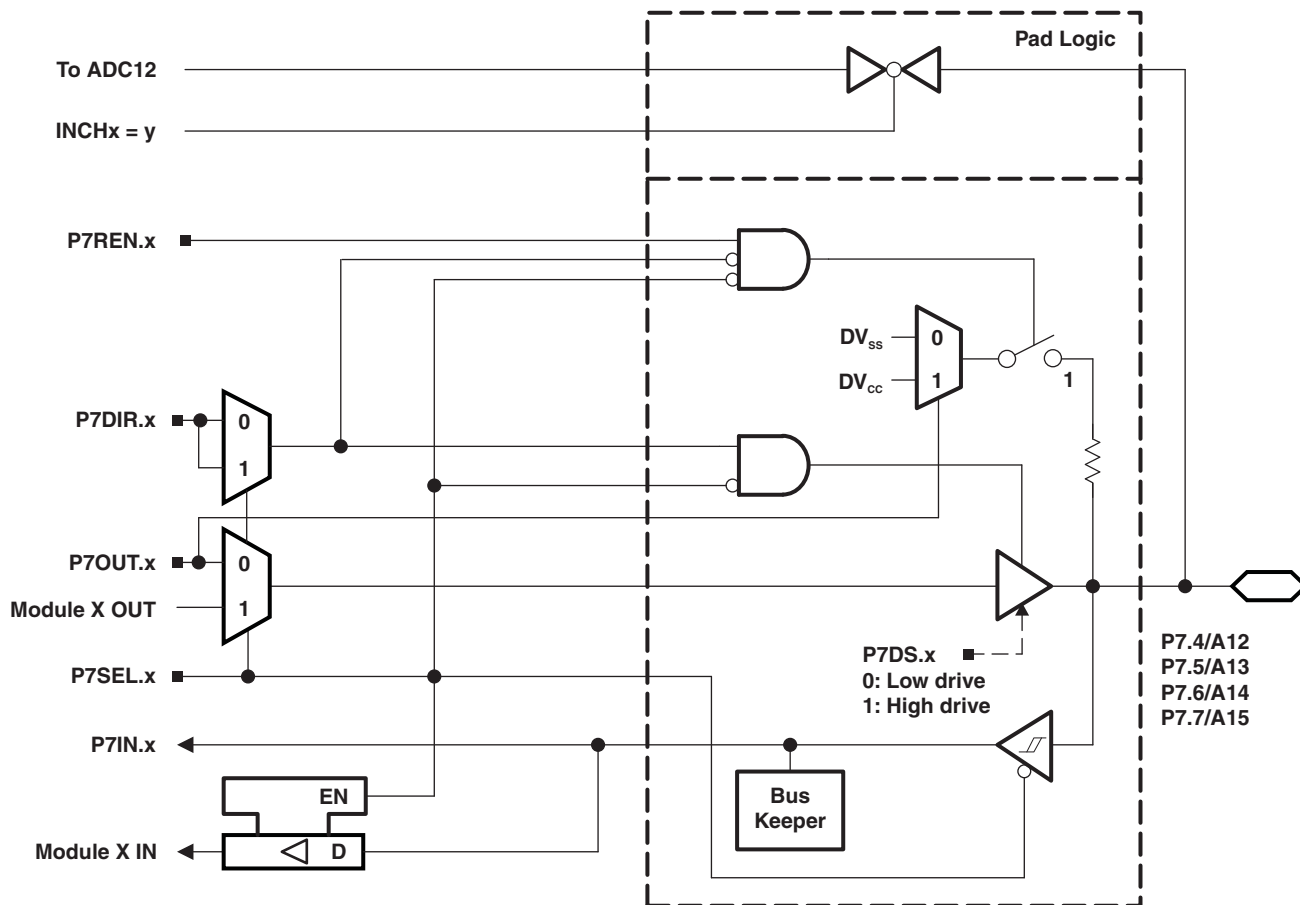 Pad Logic
To ADC12
INCHx = y
P7REN.x
DVSS
0
DVCC
1
1
P7DIR.x
0
1
P7OUT.x
0
Module X OUT
1
P7SEL.x
P7DS.x
0: Low drive
1: High drive
P7.4/A12
P7.5/A13
P7.6/A14
P7.7/A15
P7IN.x
EN
Bus
Keeper
Module X IN
D